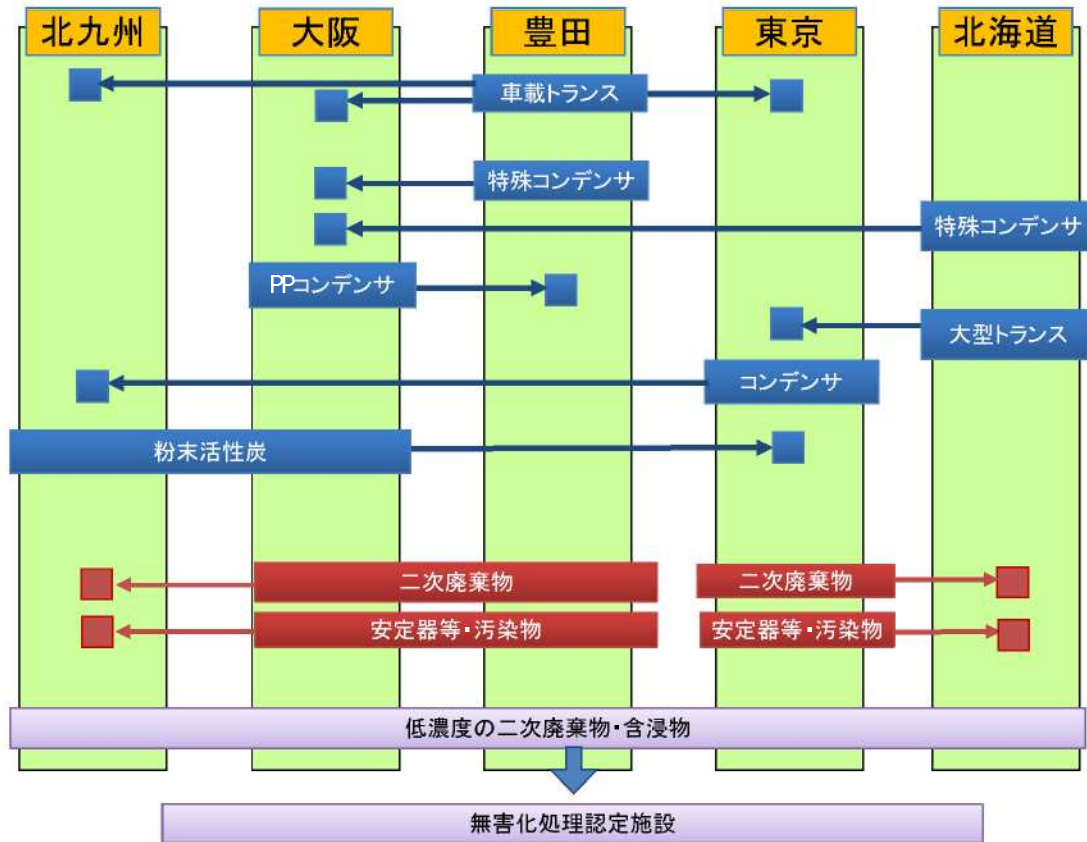 北九州
大阪
豊田
東京
北海道
車載トランス
特殊コンデンサ
特殊コンデンサ
PPコンデンサ
大型トランス
コンデンサ
粉末活性炭
二次廃棄物
二次廃棄物
安定器等・汚染物
安定器等・汚染物
低濃度の二次廃棄物・含浸物
無害化処理認定施設